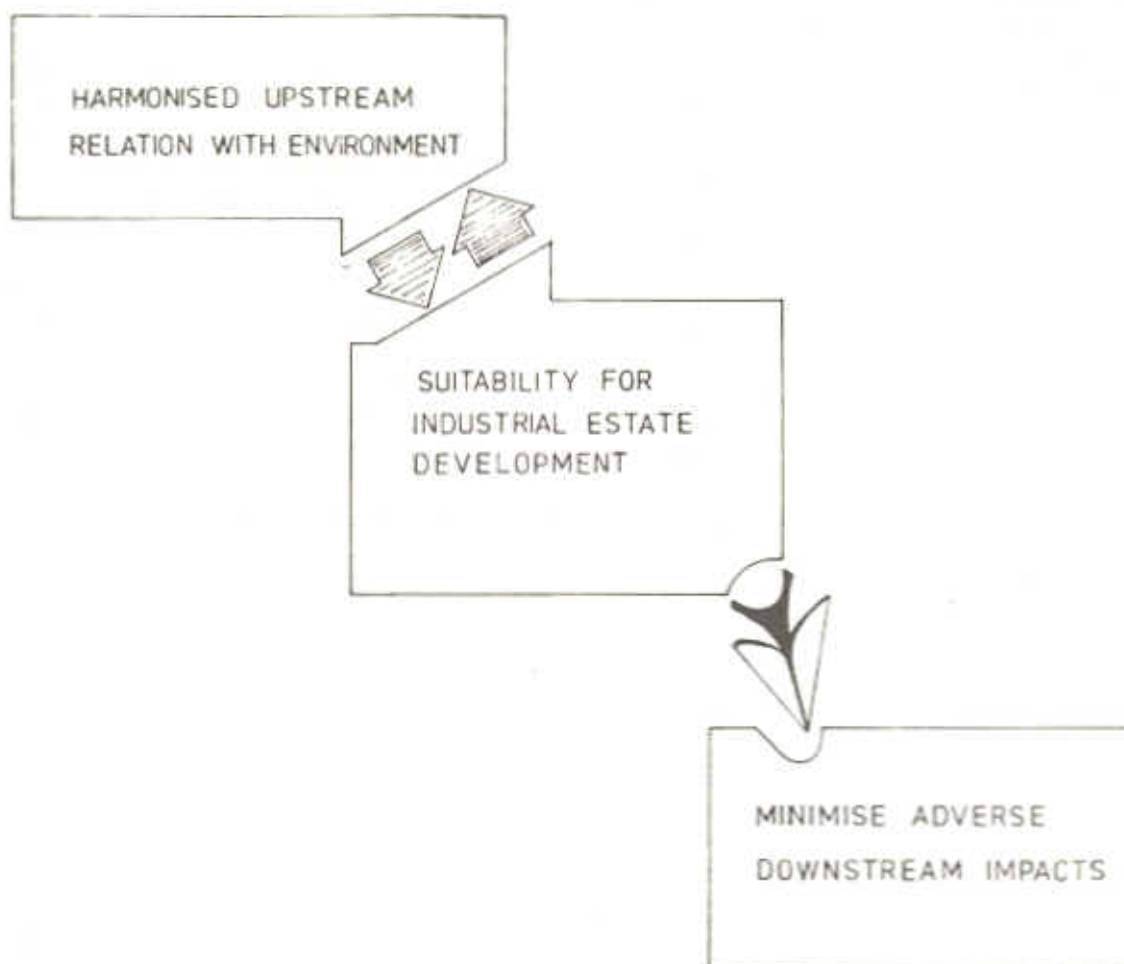 HARMONISED UPSTREAM
RELATION WITH ENVIRONMENT
SUITABILITY FOR
INDUSTRIAL ESTATE
DEVELOPMENT
MINIMISE ADVERSE
DOWNSTREAM IMPACTS